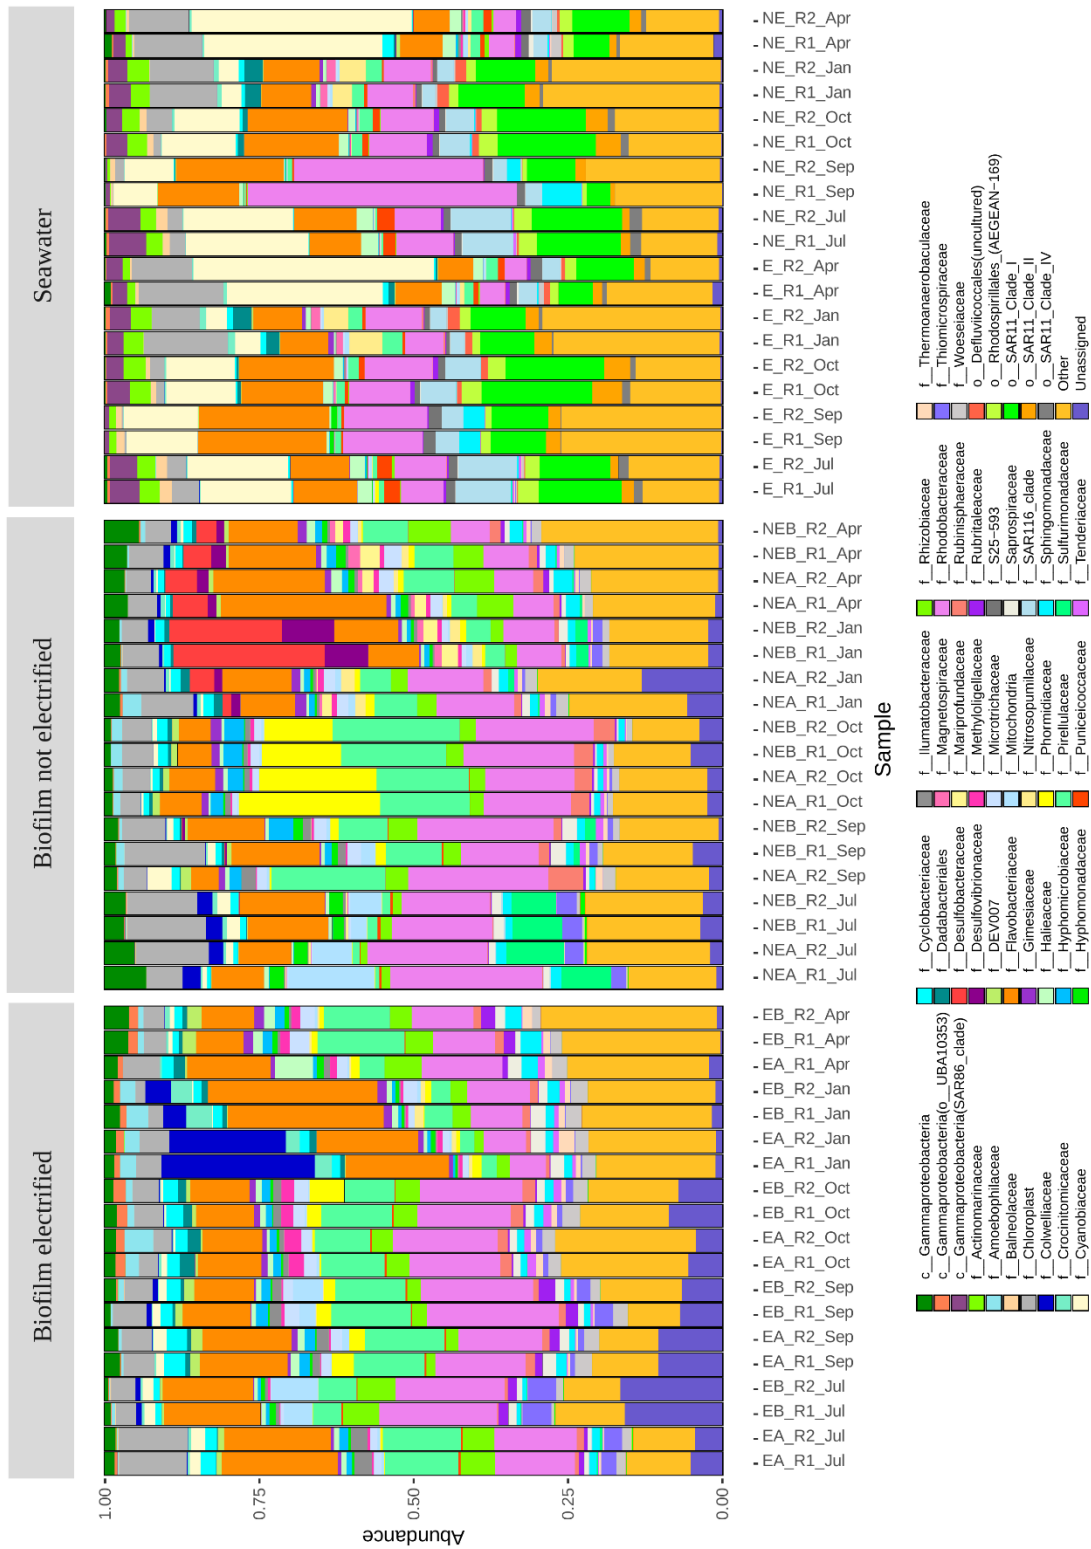 Biofilm electrified
Biofilm not electrified
Seawater
Abundance
1.00
0.75
0.50
0.25
0.00
EA_R1_Jul
EA_R2_Jul
EB_R1_Jul
EB_R2_Jul
EA_R1_Sep
EA_R2_Sep
EB_R1_Sep
EB_R2_Sep
EA_R1_Oct
EA_R2_Oct
EB_R1_Oct
EB_R2_Oct
EA_R1_Jan
EA_R2_Jan
EB_R1_Jan
EB_R2_Jan
EA_R1_Apr
EB_R1_Apr
EB_R2_Apr
NEA_R1_Jul
NEA_R2_Jul
NEB_R1_Jul
NEB_R2_Jul
NEA_R2_Sep
NEB_R1_Sep
NEB_R2_Sep
NEA_R1_Oct
NEA_R2_Oct
NEB_R1_Oct
NEB_R2_Oct
NEA_R1_Jan
NEA_R2_Jan
NEB_R1_Jan
NEB_R2_Jan
NEA_R1_Apr
NEA_R2_Apr
NEB_R1_Apr
NEB_R2_Apr
E_R1_Jul
E_R2_Jul
E_R1_Sep
E_R2_Sep
E_R1_Oct
E_R2_Oct
E_R1_Jan
E_R2_Jan
E_R1_Apr
E_R2_Apr
NE_R1_Jul
NE_R2_Jul
NE_R1_Sep
NE_R2_Sep
NE_R1_Oct
NE_R2_Oct
NE_R1_Jan
NE_R2_Jan
NE_R1_Apr
NE_R2_Apr
Sample
c__Gammaproteobacteria
c__Gammaproteobacteria(o__UBA10353)
c__Gammaproteobacteria(SAR86_clade)
f__Actinomarinaceae
f__Amoebophilaceae
f__Balneolaceae
f__Chloroplast
f__Colwelliaceae
f__Crocinitomicaceae
f__Cyanobiaceae
f__Cyclobacteriaceae
f__Dadabacteriales
f__Desulfobacteraceae
f__Desulfovibrionaceae
f__DEV007
f__Flavobacteriaceae
f__Gimesiaceae
f__Halieaceae
f__Hyphomicrobiaceae
f__Hyphomonadaceae
f__Ilumatobacteraceae
f__Magnetospiraceae
f__Mariprofundaceae
f__Methyloligellaceae
f__Microtrichaceae
f__Mitochondria
f__Nitrosopumilaceae
f__Phormidiaceae
f__Pirellulaceae
f__Puniceicoccaceae
f__Rhizobiaceae
f__Rhodobacteraceae
f__Rubinisphaeraceae
f__Rubritaleaceae
f__S25-593
f__Saprospiraceae
f__SAR116_clade
f__Sphingomonadaceae
f__Sulfurimonadaceae
f__Tenderiaceae
f__Thermoanaerobaculaceae
f__Thiomicrospiraceae
f__Woeseiaceae
o__Defluviicoccales(uncultured)
o__Rhodospirillales_(AEGEAN−169)
o__SAR11_Clade_I
o__SAR11_Clade_II
o__SAR11_Clade_IV
Other
Unassigned